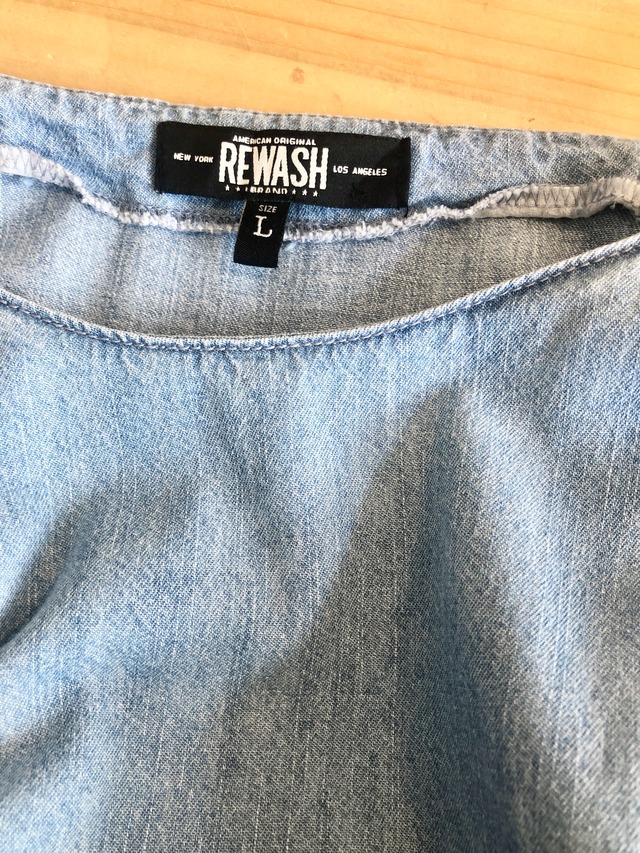 AMERICAN ORIGINAL
NEW YORK REWASH LOS ANGELES
BRAND
SIZE
L